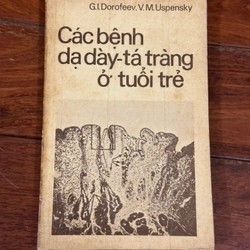 G.I.Dorofeev, V.M.Uspensky
Các bệnh
dạ dày-tá tràng
ở tuổi trẻ